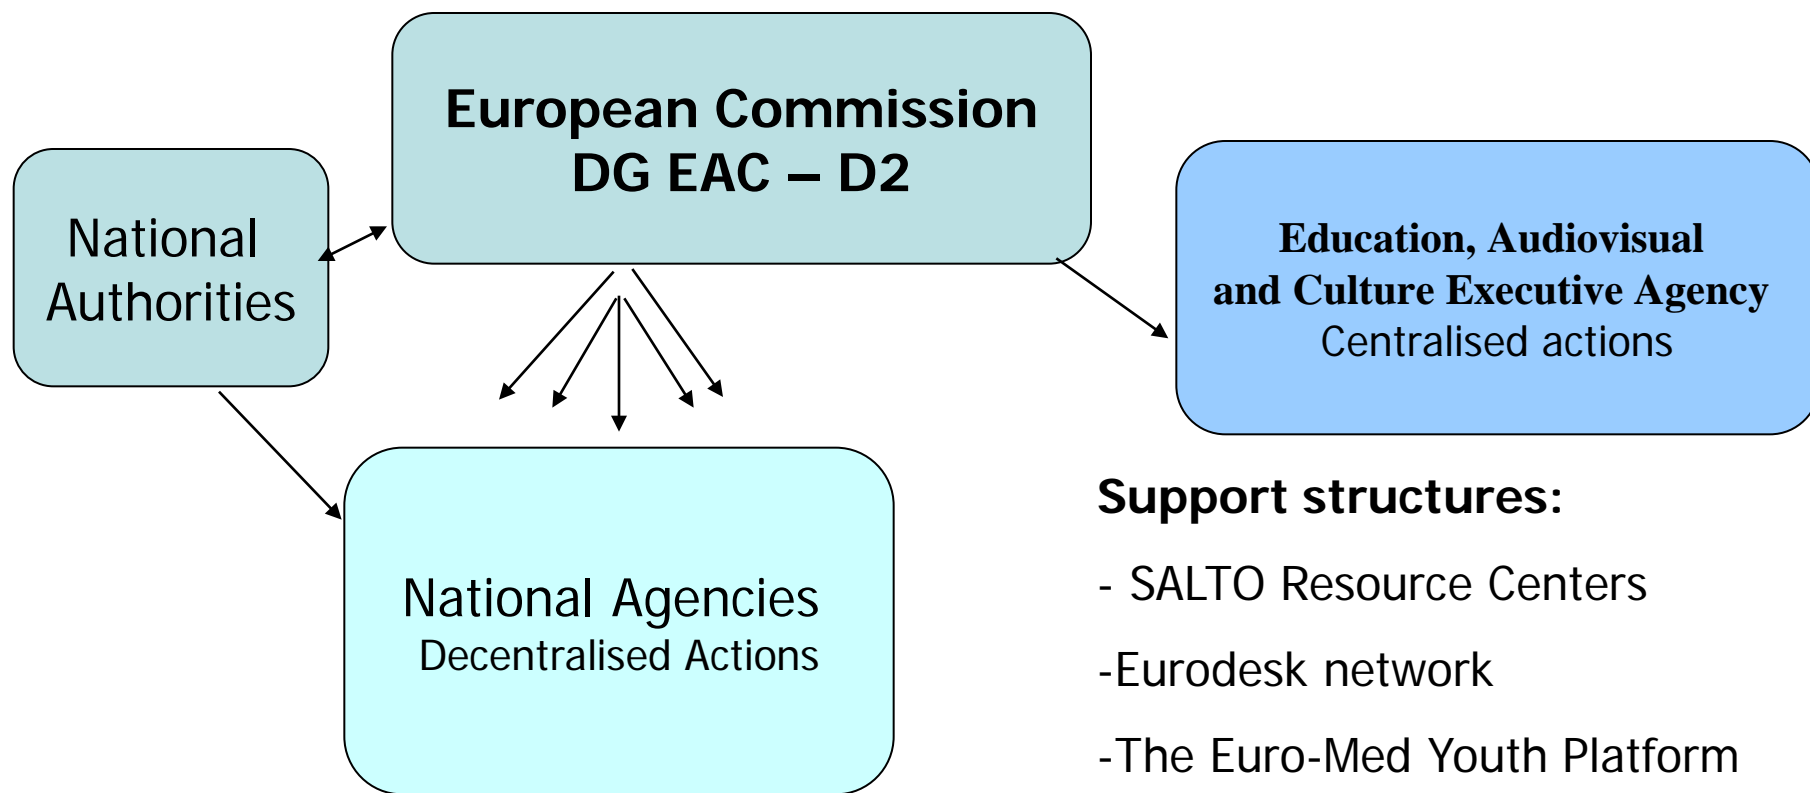 European Commission
DG EAC – D2
National
Authorities
Education, Audiovisual
and Culture Executive Agency
Centralised actions
National Agencies
Decentralised Actions
Support structures:
- SALTO Resource Centers
-Eurodesk network
-The Euro-Med Youth Platform